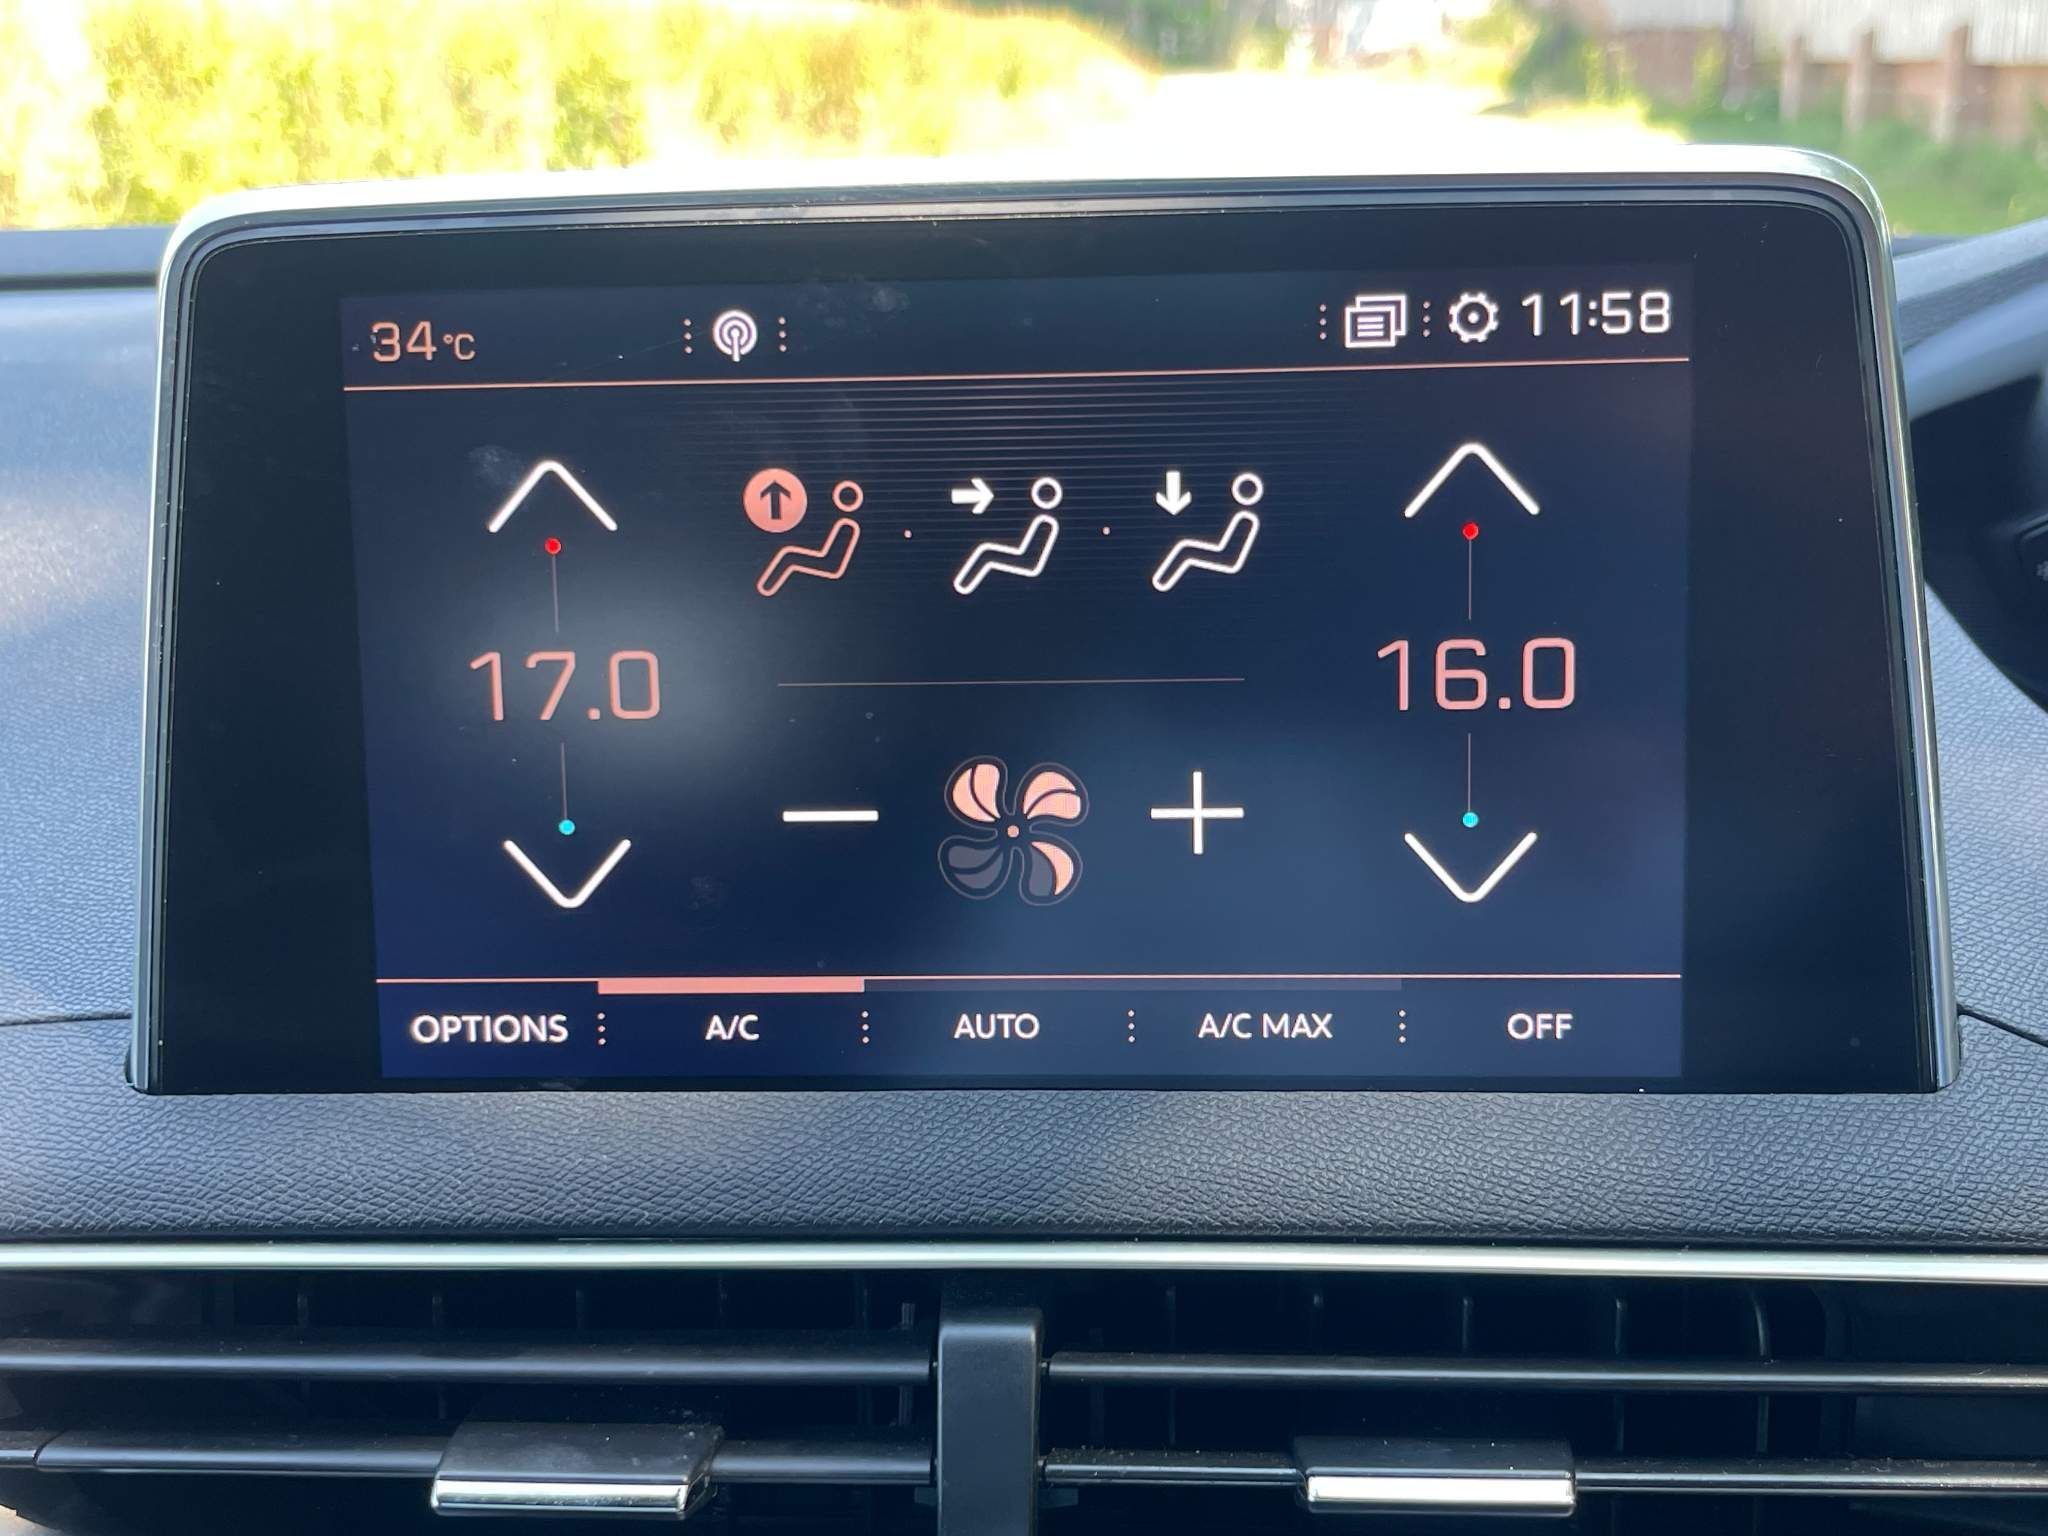 34°C 11:58
17.0 16.0
OPTIONS A/C AUTO A/C MAX OFF